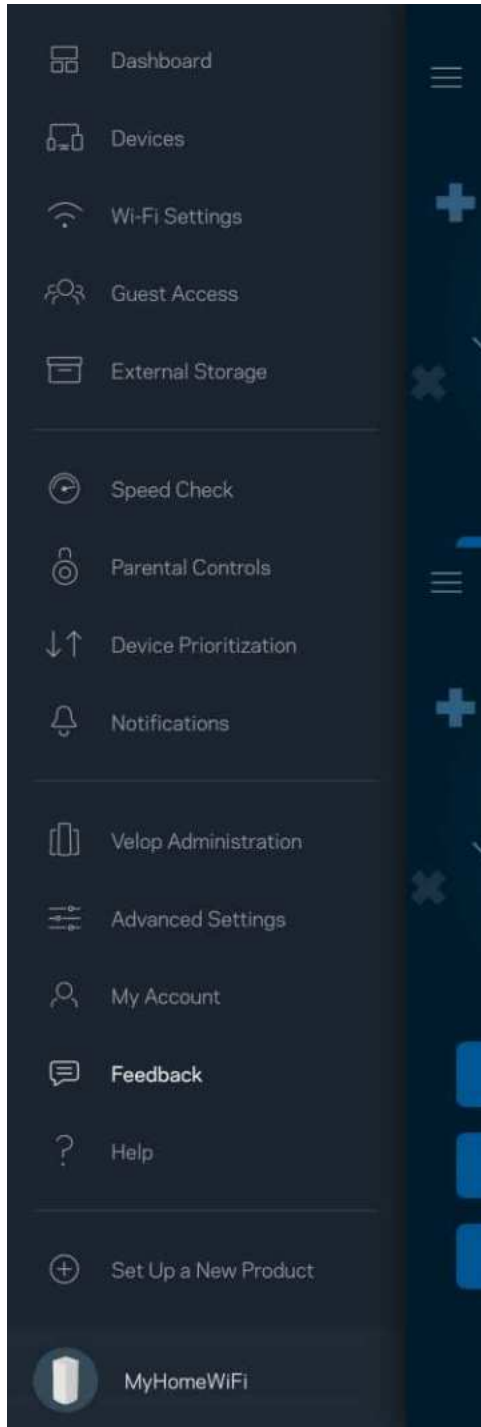 Dashboard
Devices
Wi-Fi Settings
Guest Access
External Storage
Speed Check
Parental Controls
Device Prioritization
Notifications
Velop Administration
Advanced Settings
My Account
Feedback
Help
Set Up a New Product
MyHomeWiFi